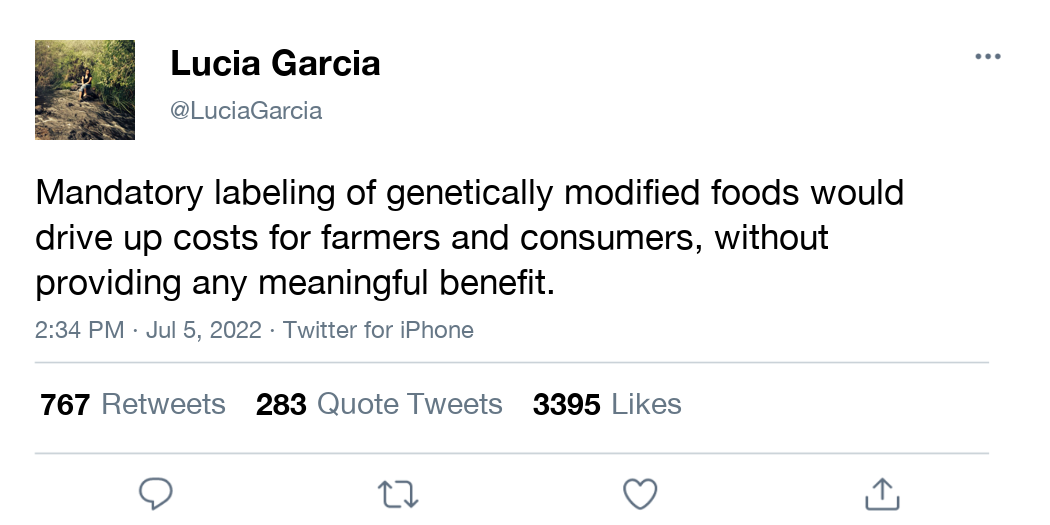 Lucia Garcia
@LuciaGarcia
Mandatory labeling of genetically modified foods would
drive up costs for farmers and consumers, without
providing any meaningful benefit.
2:34 PM · Jul 5, 2022 · Twitter for iPhone
767 Retweets 283 Quote Tweets 3395 Likes